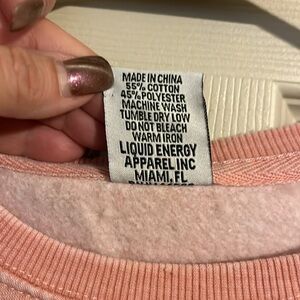 MADE IN CHINA
55% COTTON
45% POLYESTER
MACHINE WASH
TUMBLE DRY LOW
DO NOT BLEACH
WARM IRON
LIQUID ENERGY
APPAREL INC
MIAMI, FL